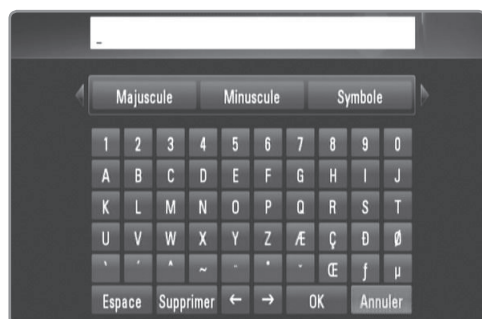 _
Majuscule Minuscule Symbole
1 2 3 4 5 6 7 8 9 0
A B C D E F G H I J
K L M N O P Q R S T
U V W X Y Z Æ Ç Ð Ø
` ´ ^ ~ ¨ ˚ ˘ Œ ƒ µ
Espace Supprimer ← → OK Annuler